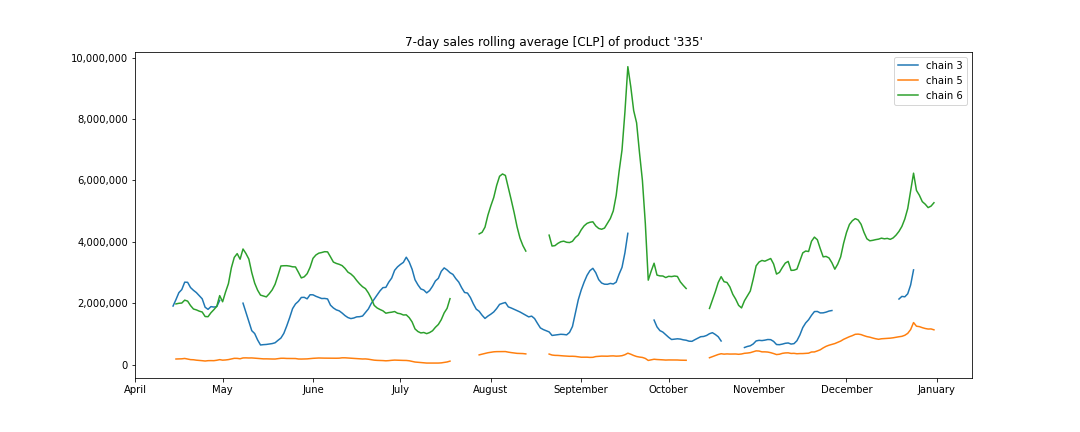 7-day sales rolling average [CLP] of product '335'
10,000,000
8,000,000
6,000,000
4,000,000
2,000,000
0
chain 3
chain 5
chain 6
April May June July August September October November December January